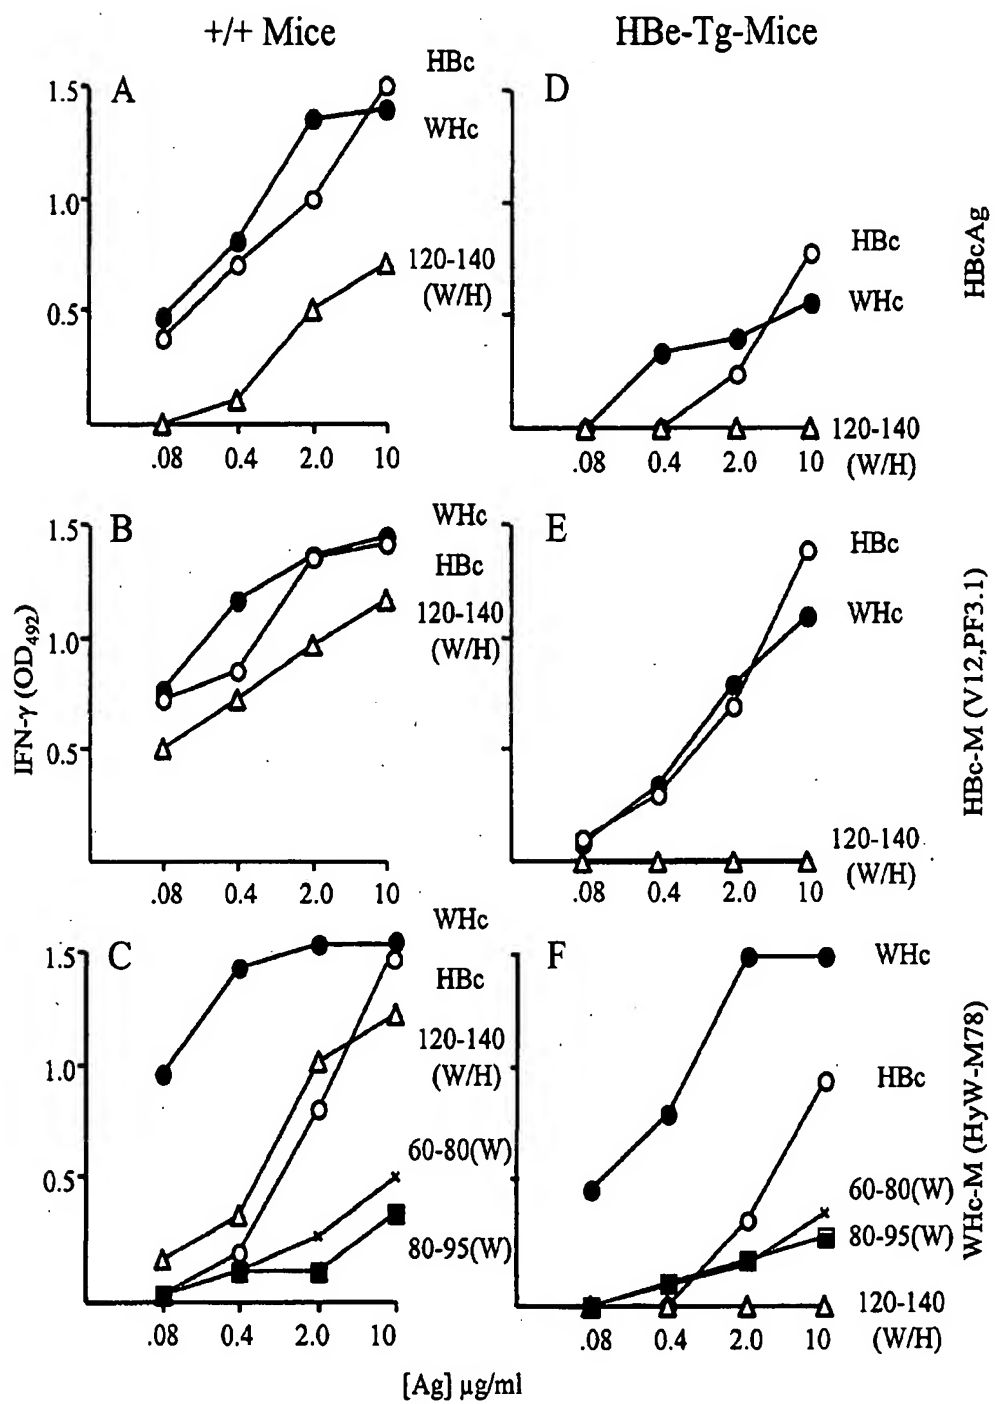 +/+ Mice
HBe-Tg-Mice
A
1.5
1.0
0.5
HBc
WHc
120-140
(W/H)
.08 0.4 2.0 10
D
HBc
WHc
120-140
(W/H)
.08 0.4 2.0 10
HBcAg
B
1.5
1.0
0.5
WHc
HBc
120-140
(W/H)
.08 0.4 2.0 10
IFN-γ (OD492)
E
HBc
WHc
120-140
(W/H)
.08 0.4 2.0 10
HBc-M (V12,PF3.1)
C
1.5
1.0
0.5
WHc
HBc
120-140
(W/H)
60-80(W)
80-95(W)
.08 0.4 2.0 10
F
WHc
HBc
60-80(W)
80-95(W)
120-140
(W/H)
.08 0.4 2.0 10
WHc-M (HyW-M78)
[Ag] µg/ml